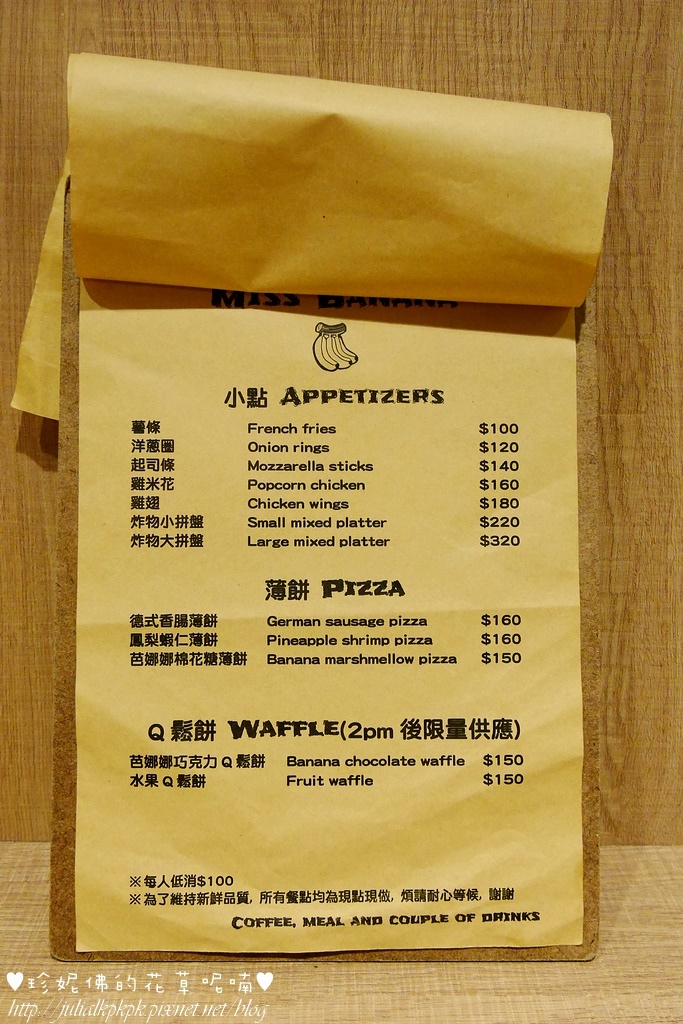 MISS BANANA
小點 APPETIZERS
薯條 French fries $100
洋蔥圈 Onion rings $120
起司條 Mozzarella sticks $140
雞米花 Popcorn chicken $160
雞翅 Chicken wings $180
炸物小拼盤 Small mixed platter $220
炸物大拼盤 Large mixed platter $320
薄餅 PIZZA
德式香腸薄餅 German sausage pizza $160
鳳梨蝦仁薄餅 Pineapple shrimp pizza $160
芭娜娜棉花糖薄餅 Banana marshmellow pizza $150
Q鬆餅 WAFFLE(2pm 後限量供應)
芭娜娜巧克力Q鬆餅 Banana chocolate waffle $150
水果Q鬆餅 Fruit waffle $150
※每人低消$100
※為了維持新鮮品質, 所有餐點均為現點現做, 煩請耐心等候, 謝謝
COFFEE, MEAL AND COUPLE OF DRINKS
♥珍妮佛的花草呢喃♥
http://julialkpkpk.pixnet.net/blog